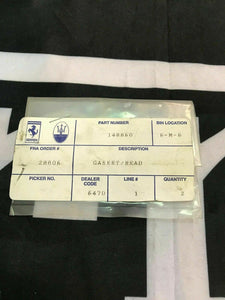 PART NUMBER BIN LOCATION
148860 6-M-6
FNA ORDER # DESCRIPTION
28606 GASKET/HEAD
PICKER NO. DEALER CODE LINE # QUANTITY
6470 1 2